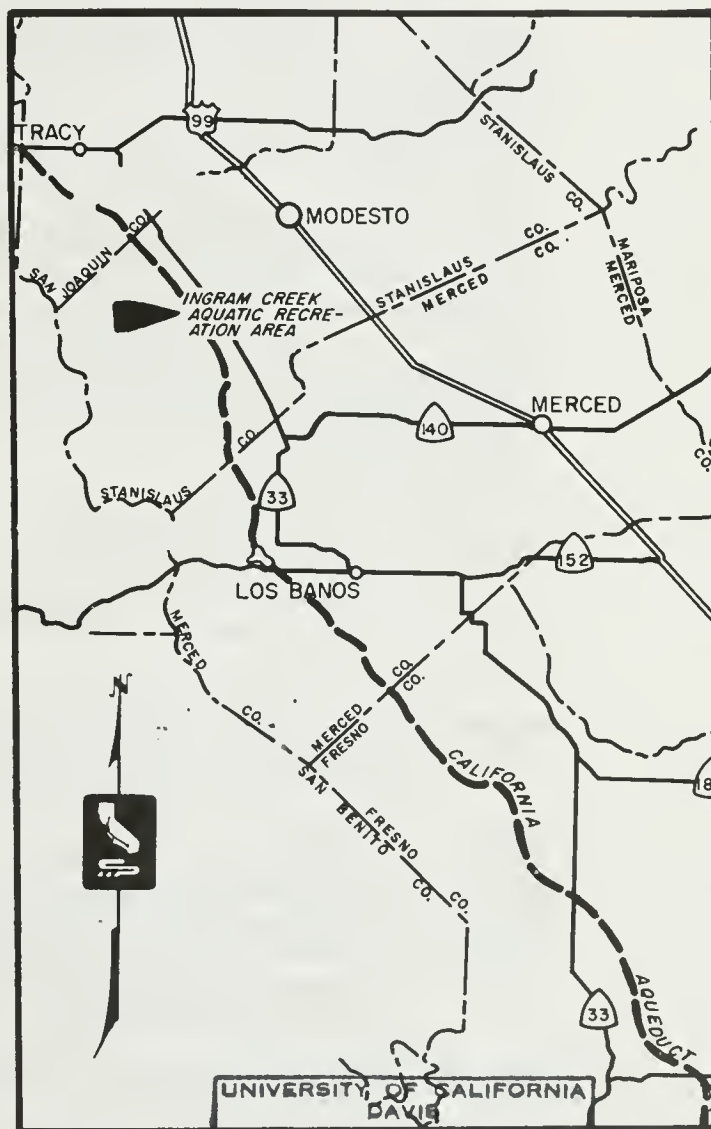 99
TRACY
STANISLAUS
CO.
MODESTO
SAN
JOAQUIN
CO.
CO.
CO.
STANISLAUS
MERCED
MARIPOSA
MERCED
INGRAM CREEK
AQUATIC RECRE-
ATION AREA
MERCED
140
CO.
CO.
STANISLAUS
CO.
33
152
LOS BANOS
MERCED
CO.
CO.
CO.
MERCED
FRESNO
N
CALIFORNIA
SAN
BENITO
FRESNO
CO.
CO.
AQUEDUCT
33
UNIVERSITY OF CALIFORNIA
DAVIS